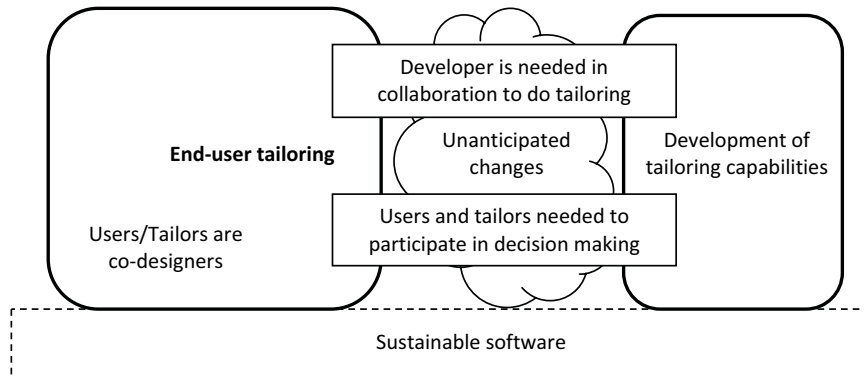 Developer is needed in
collaboration to do tailoring
End-user tailoring
Unanticipated
changes
Development of
tailoring capabilities
Users/Tailors are
co-designers
Users and tailors needed to
participate in decision making
Sustainable software